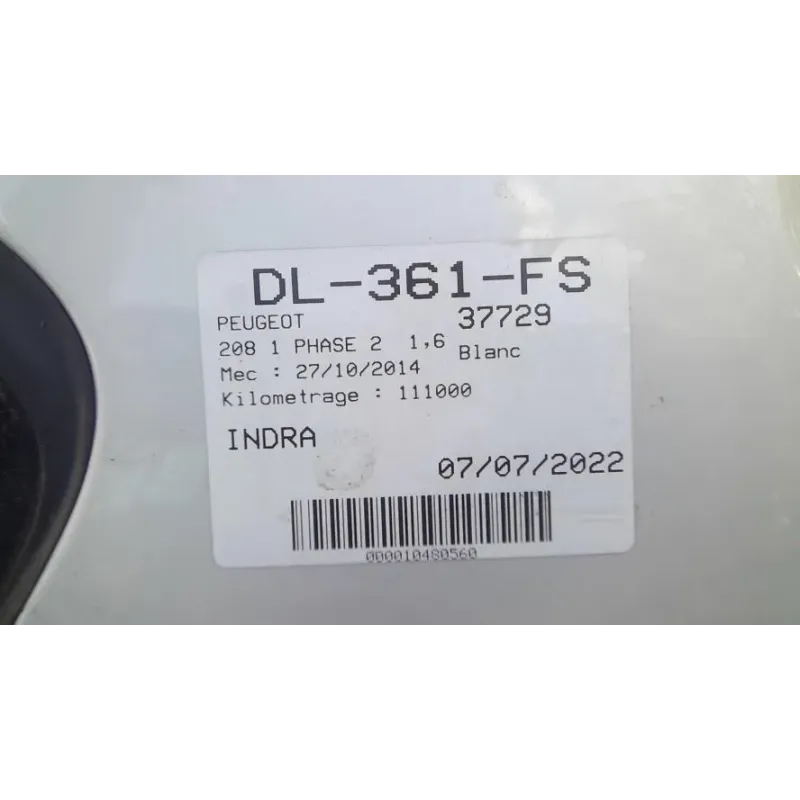 DL-361-FS
PEUGEOT 37729
208 1 PHASE 2 1,6 Blanc
Mec : 27/10/2014
Kilometrage : 111000
INDRA
07/07/2022
000010480560